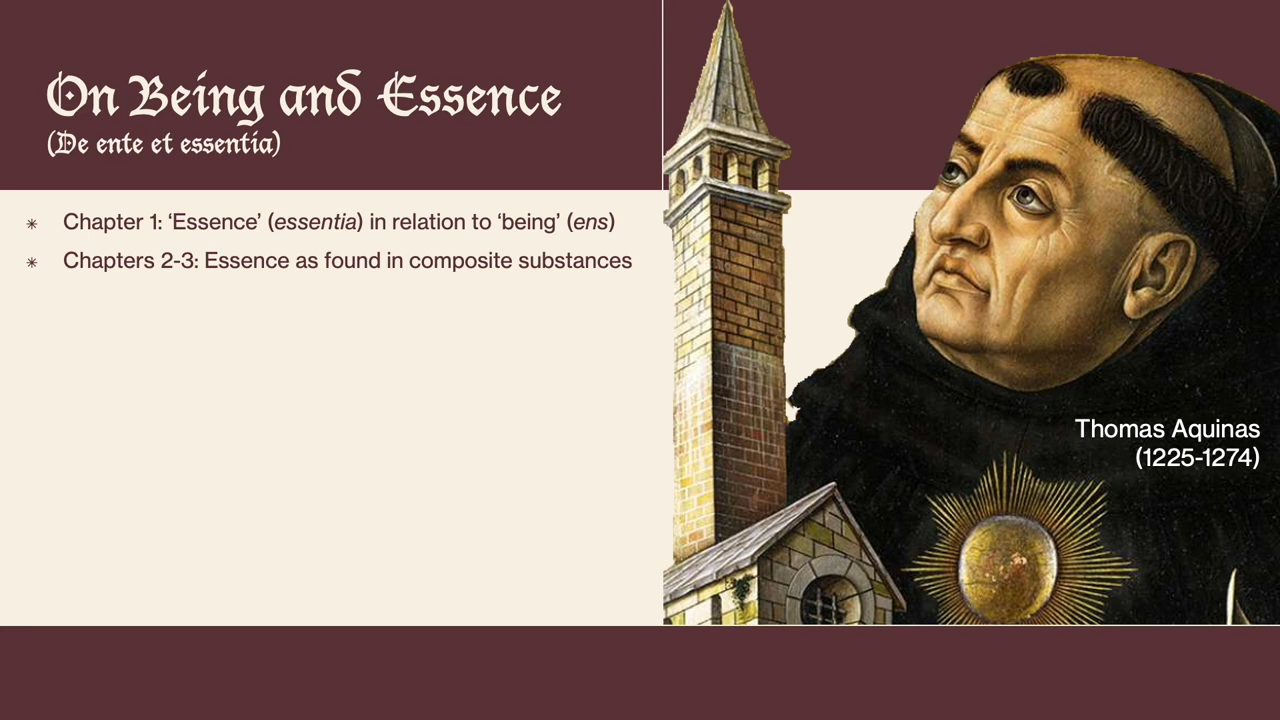 On Being and Essence
(De ente et essentia)
✳ Chapter 1: ‘Essence’ (essentia) in relation to ‘being’ (ens)
✳ Chapters 2-3: Essence as found in composite substances
Thomas Aquinas
(1225-1274)